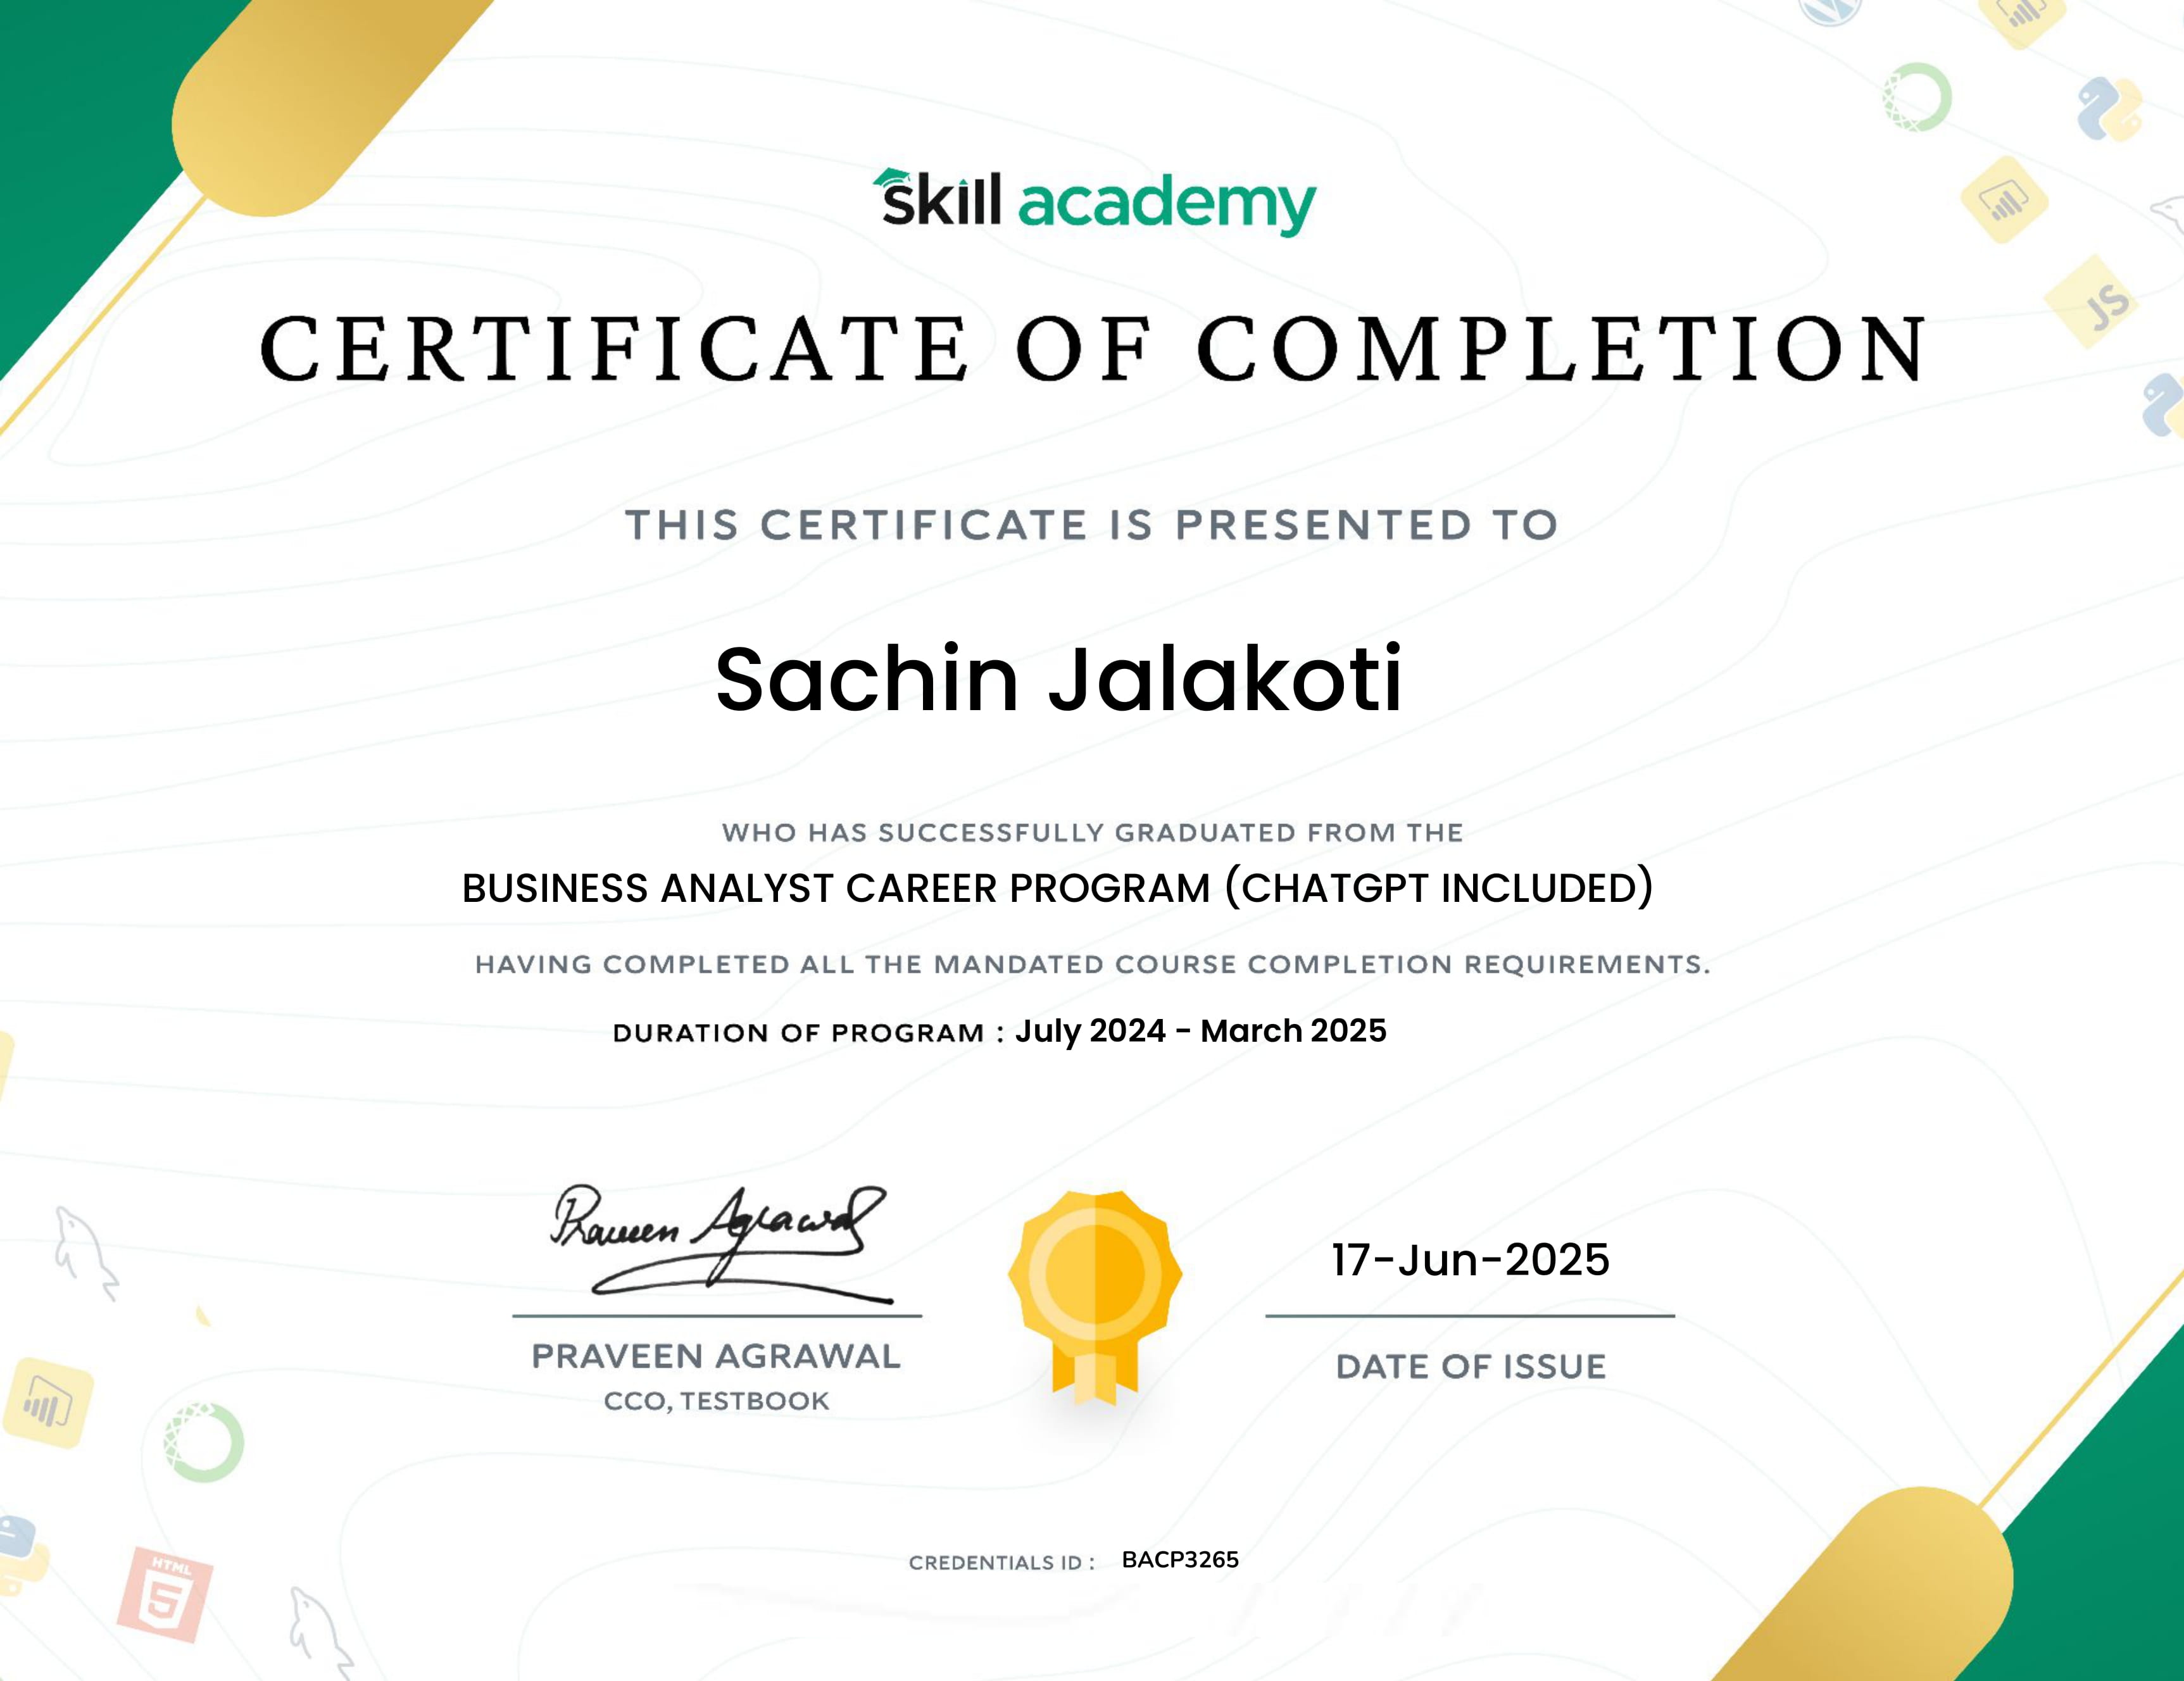 skill academy
CERTIFICATE OF COMPLETION
THIS CERTIFICATE IS PRESENTED TO
Sachin Jalakoti
WHO HAS SUCCESSFULLY GRADUATED FROM THE
BUSINESS ANALYST CAREER PROGRAM (CHATGPT INCLUDED)
HAVING COMPLETED ALL THE MANDATED COURSE COMPLETION REQUIREMENTS.
DURATION OF PROGRAM : July 2024 - March 2025
Praveen Agrawal
17-Jun-2025
PRAVEEN AGRAWAL
CCO, TESTBOOK
DATE OF ISSUE
CREDENTIALS ID : BACP3265
JS
HTML
5